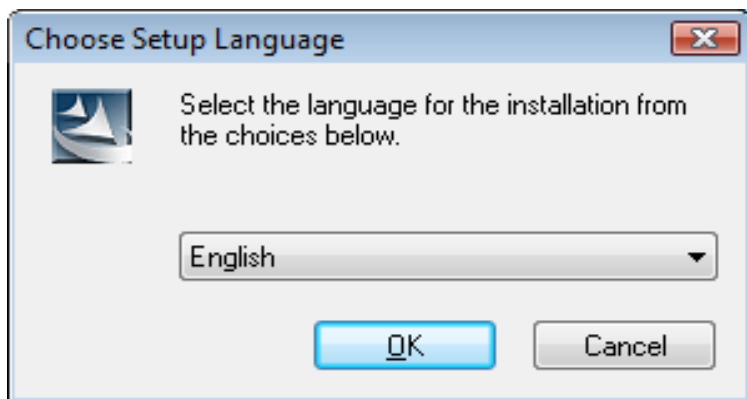 Choose Setup Language
Select the language for the installation from
the choices below.
English
OK
Cancel